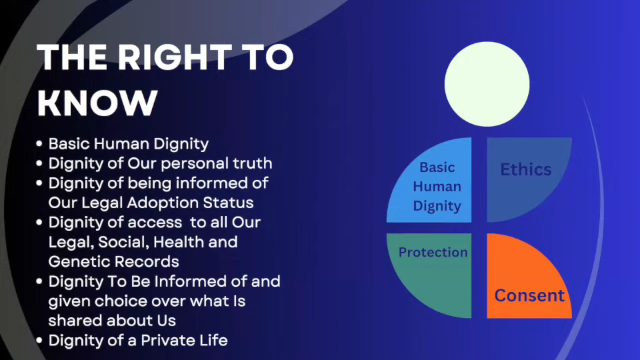 THE RIGHT TO
KNOW
• Basic Human Dignity
• Dignity of Our personal truth
• Dignity of being informed of
Our Legal Adoption Status
• Dignity of access to all Our
Legal, Social, Health and
Genetic Records
• Dignity To Be Informed of and
given choice over what Is
shared about Us
• Dignity of a Private Life
Basic
Human
Dignity
Ethics
Protection
Consent